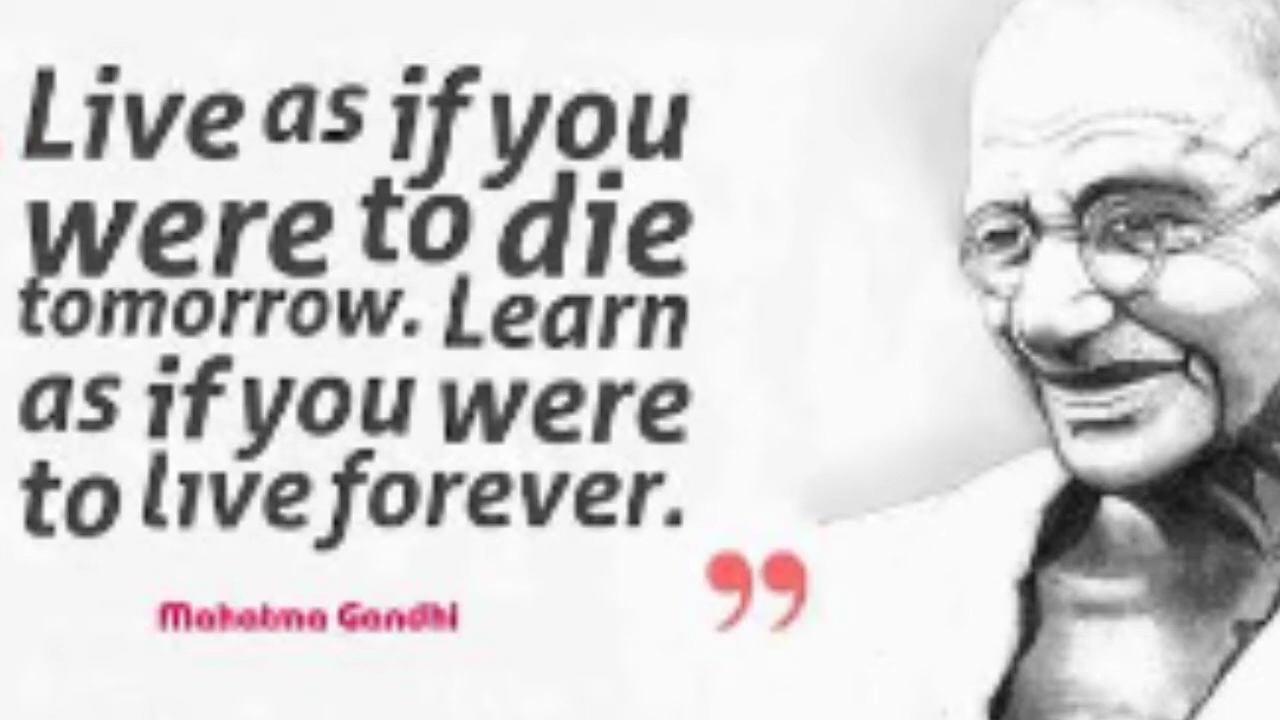 Live as if you
were to die
tomorrow. Learn
as if you were
to live forever.
”
Mahatma Gandhi